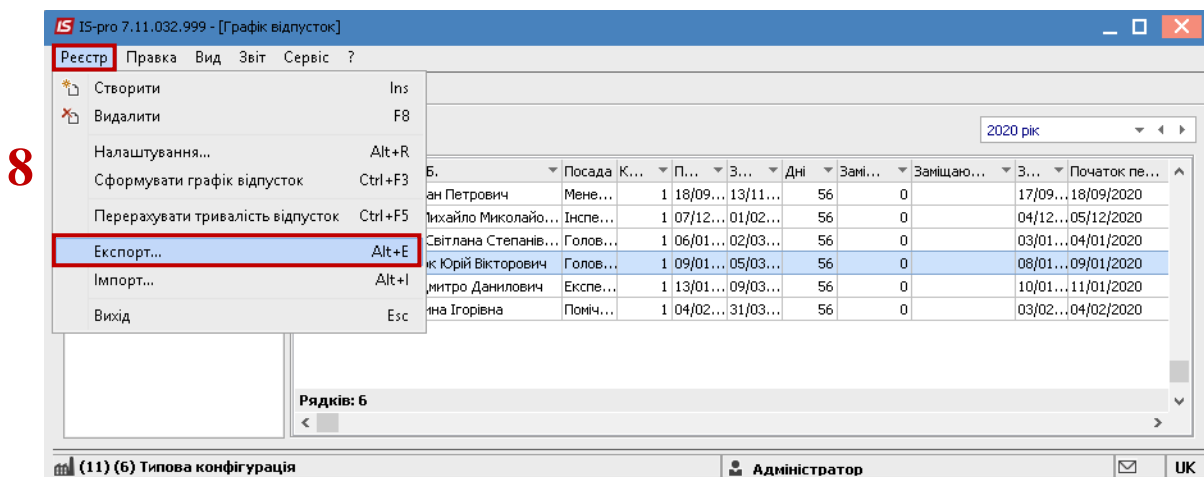 IS-pro 7.11.032.999 - [Графік відпусток]
Реєстр Правка Вид Звіт Сервіс ?
Створити Ins
Видалити F8
2020 рік
8
Налаштування... Alt+R
Сформувати графік відпусток Ctrl+F3
Перерахувати тривалість відпусток Ctrl+F5
Експорт... Alt+E
Імпорт... Alt+I
Вихід Esc
Б. Посада К... П... З... Дні Замі... Заміщаю... З... Початок пе...
ан Петрович Мене... 1 18/09... 13/11... 56 0 17/09... 18/09/2020
Михайло Миколайо... Інспе... 1 07/12... 01/02... 56 0 04/12... 05/12/2020
Світлана Степанів... Голов... 1 06/01... 02/03... 56 0 03/01... 04/01/2020
ок Юрій Вікторович Голов... 1 09/01... 05/03... 56 0 08/01... 09/01/2020
митро Данилович Експе... 1 13/01... 09/03... 56 0 10/01... 11/01/2020
ина Ігорівна Поміч... 1 04/02... 31/03... 56 0 03/02... 04/02/2020
Рядків: 6
(11) (6) Типова конфігурація Адміністратор UK